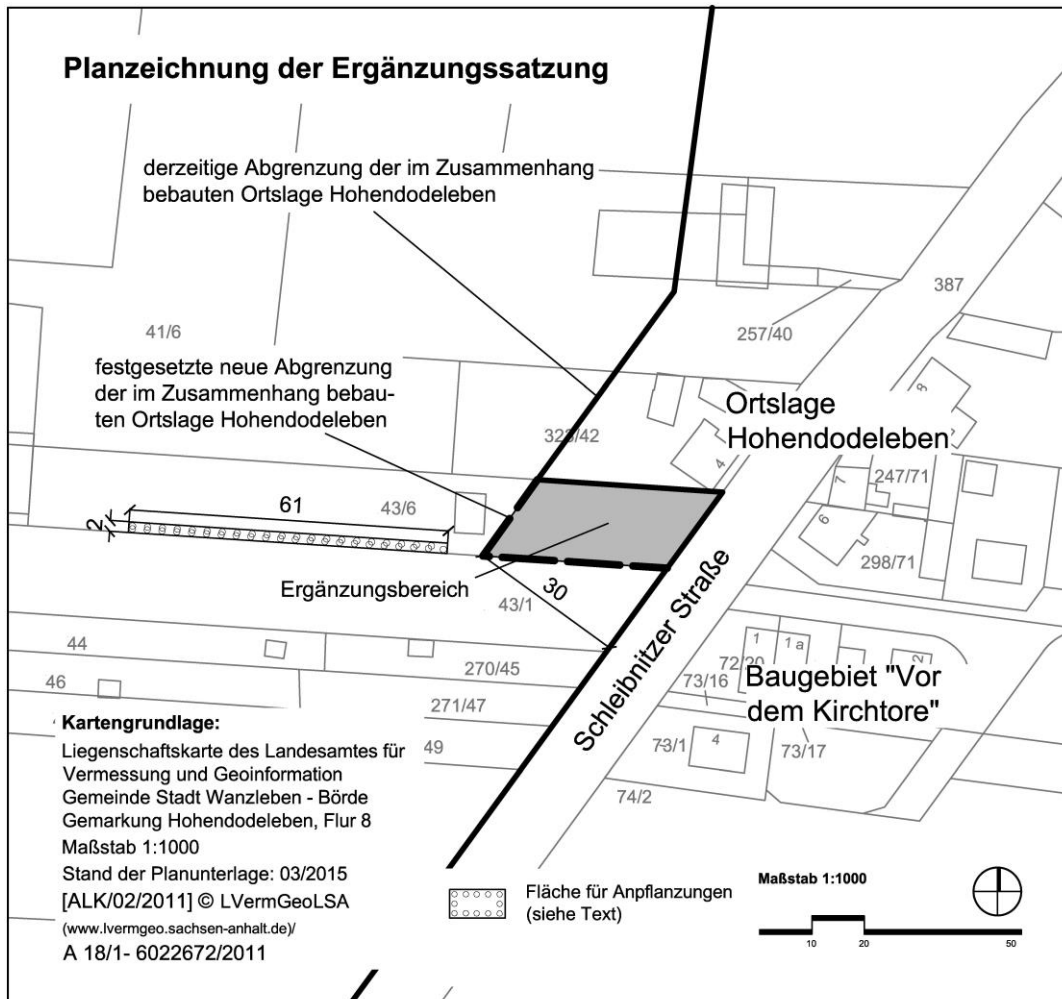 Planzeichnung der Ergänzungssatzung
derzeitige Abgrenzung der im Zusammenhang
bebauten Ortslage Hohendodeleben
387
257/40
41/6
festgesetzte neue Abgrenzung
der im Zusammenhang bebau-
ten Ortslage Hohendodeleben
Ortslage
Hohendodeleben
8
323/42
4
247/71
7
6
298/71
61
43/6
2
Ergänzungsbereich
30
43/1
Schleibnitzer Straße
44
270/45
46
271/47
49
1
1 a
2
72/20
73/16
Baugebiet "Vor
dem Kirchtore"
73/1
4
73/17
74/2
Kartengrundlage:
Liegenschaftskarte des Landesamtes für
Vermessung und Geoinformation
Gemeinde Stadt Wanzleben - Börde
Gemarkung Hohendodeleben, Flur 8
Maßstab 1:1000
Stand der Planunterlage: 03/2015
[ALK/02/2011] © LVermGeoLSA
(www.lvermgeo.sachsen-anhalt.de)/
A 18/1- 6022672/2011
Fläche für Anpflanzungen
(siehe Text)
Maßstab 1:1000
10 20 50